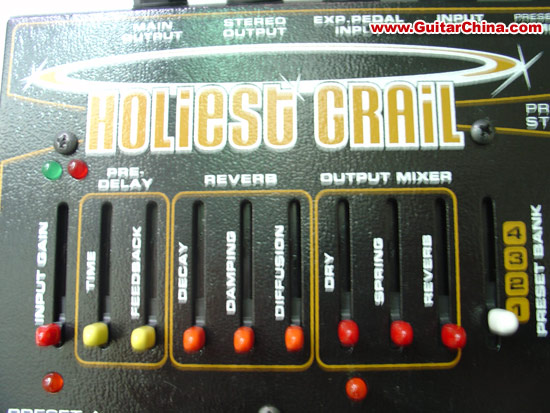 www.GuitarChina.com
MAIN OUTPUT
STEREO OUTPUT
EXP.PEDAL INPUT
INPUT
HOLIEST GRAIL
PRE-
DELAY
REVERB
OUTPUT MIXER
INPUT GAIN
TIME
FEEDBACK
DECAY
DAMPING
DIFFUSION
DRY
SPRING
REVERB
4
3
2
1
PRESET BANK